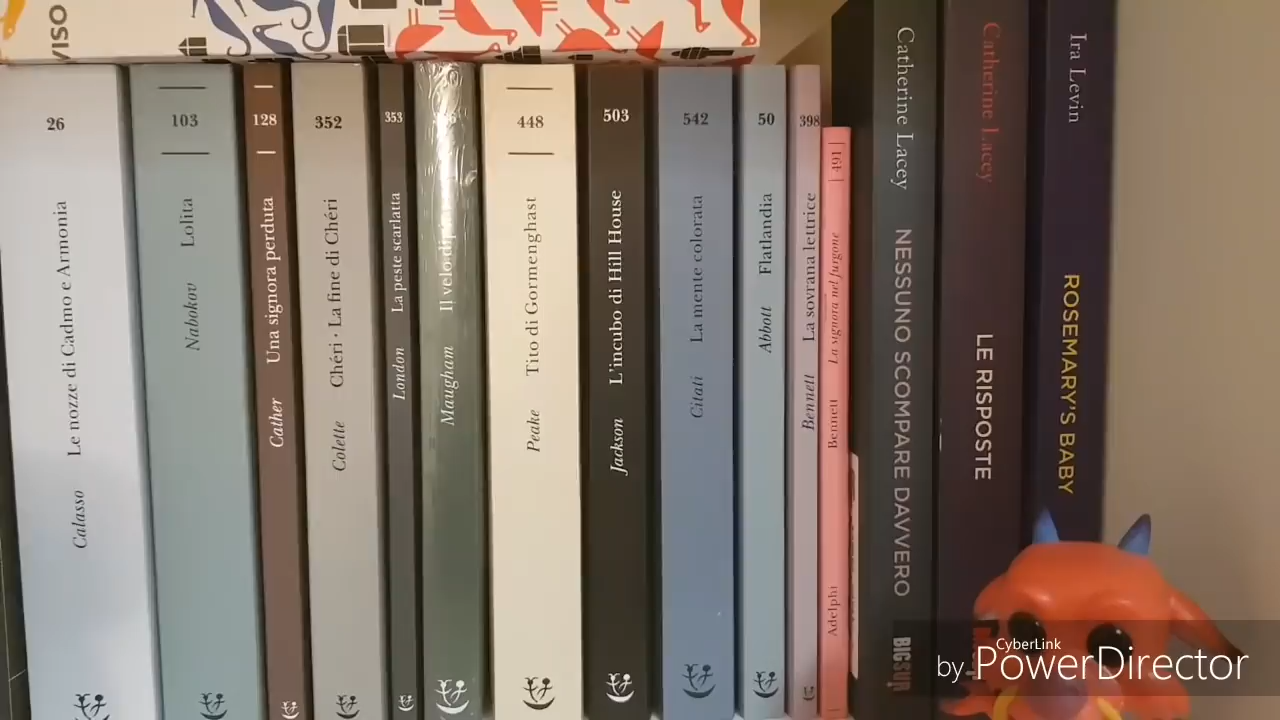 VISO
26
Le nozze di Cadmo e Armonia
Calasso
103
Lolita
Nabokov
128
Una signora perduta
Cather
352
Chéri · La fine di Chéri
Colette
353
La peste scarlatta
London
Il velo
Maugham
448
Tito di Gormenghast
Peake
503
L'incubo di Hill House
Jackson
542
La mente colorata
Citati
50
Flatlandia
Abbott
398
La sovrana lettrice
Bennett
491
La signora nel furgone
Bennett
Adelphi
Catherine Lacey
NESSUNO SCOMPARE DAVVERO
BIGSUR
Catherine Lacey
LE RISPOSTE
Ira Levin
ROSEMARY'S BABY
by CyberLink
PowerDirector